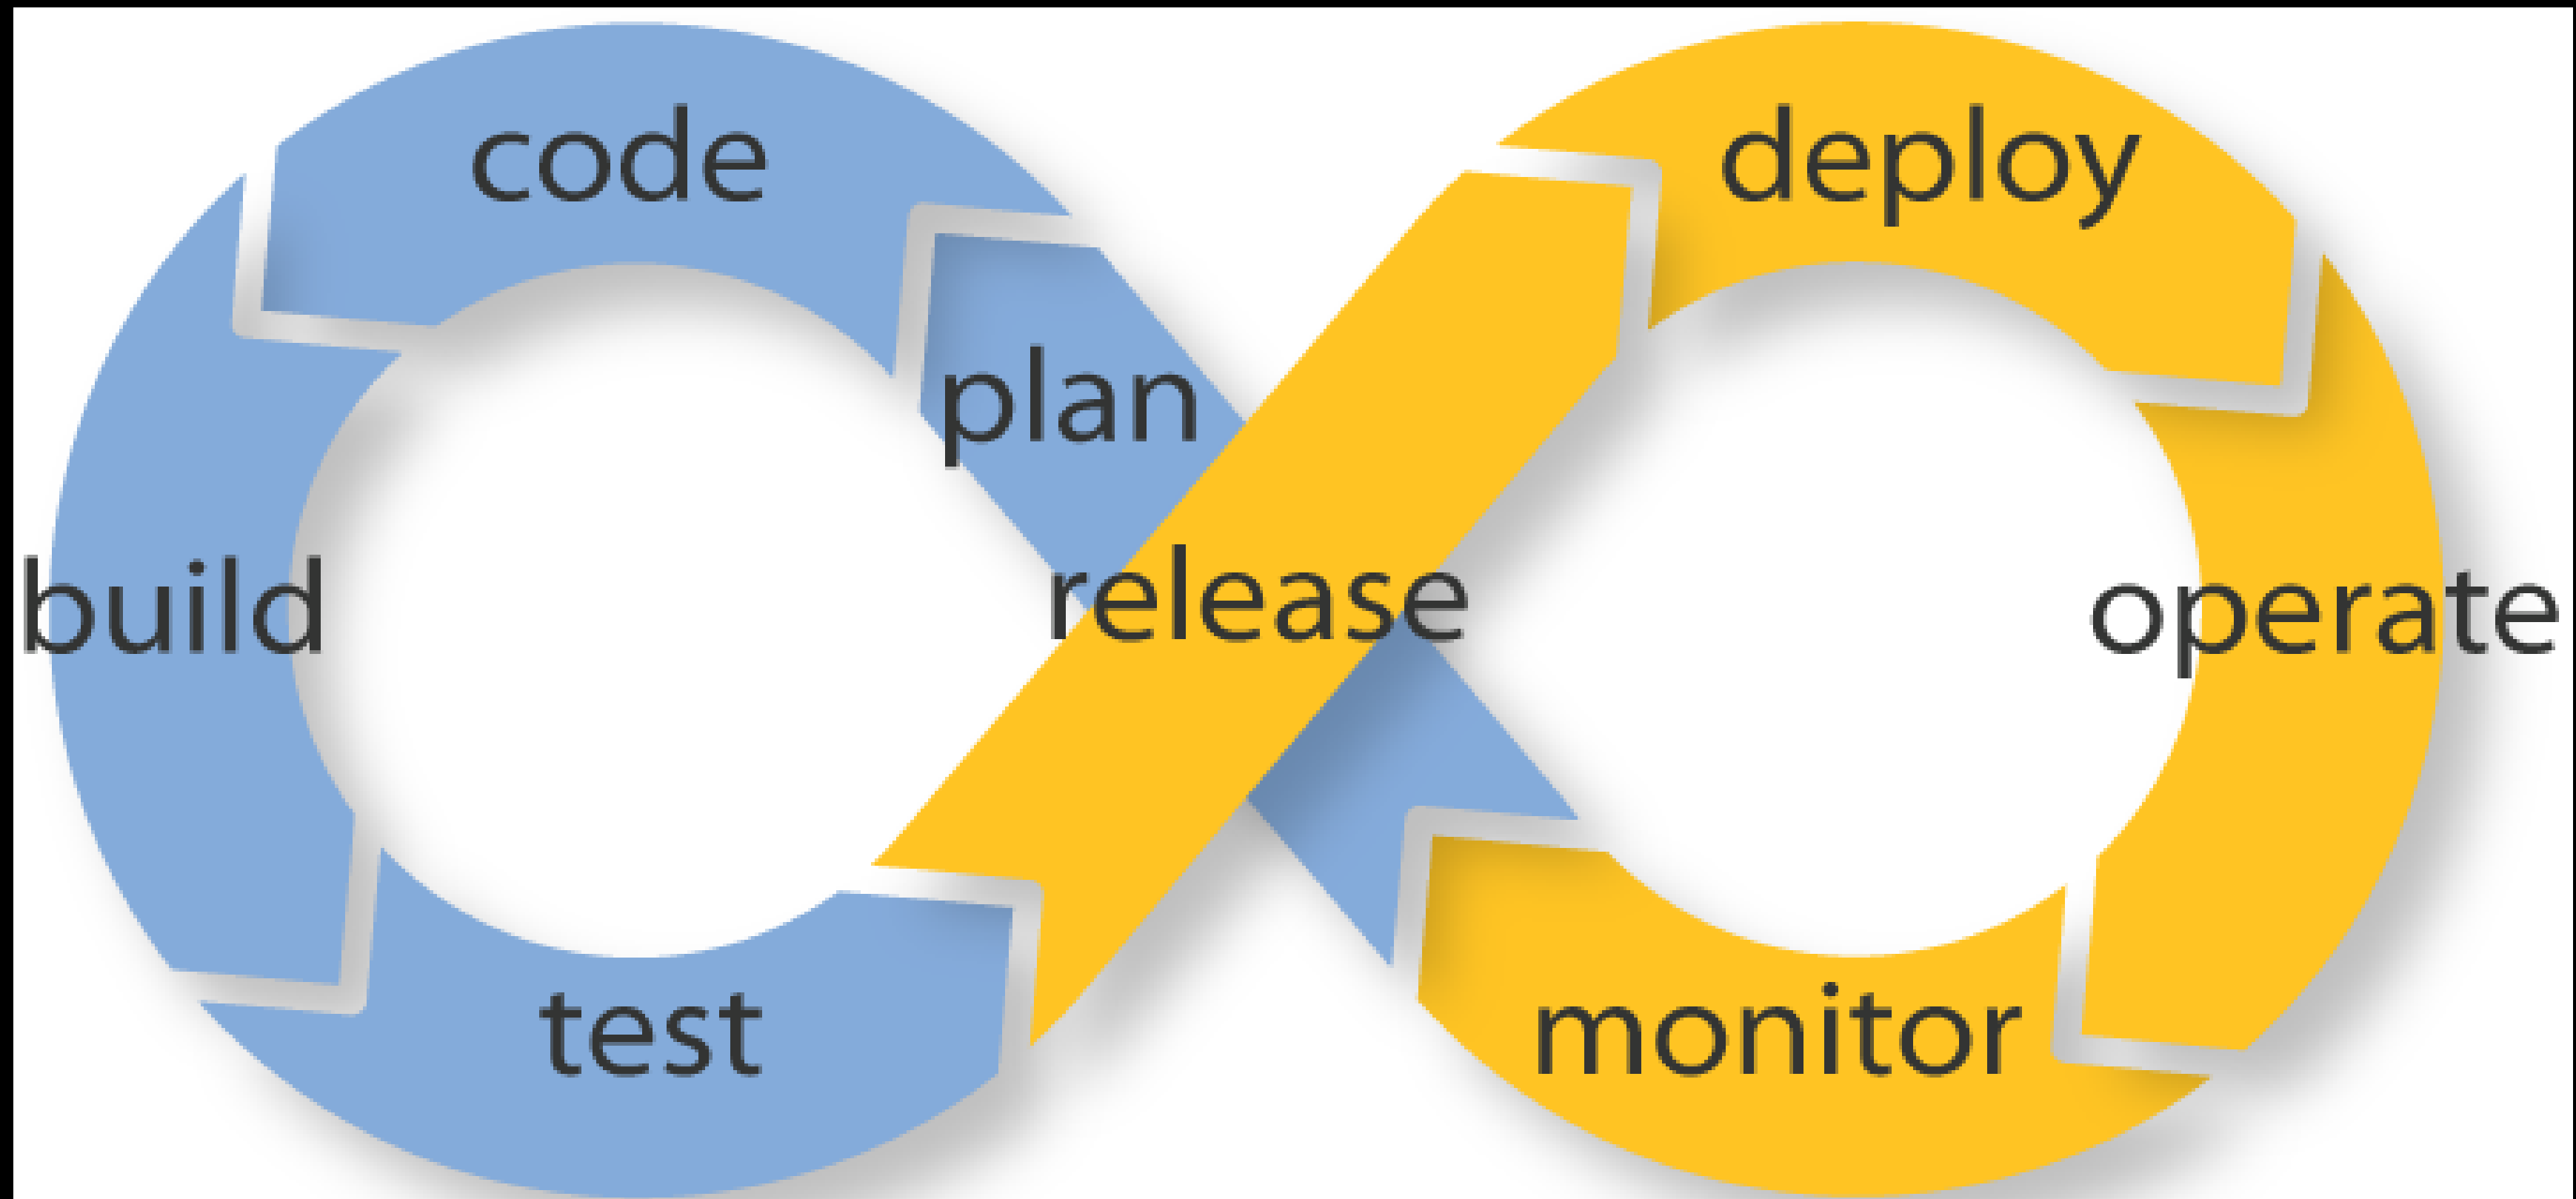 code
deploy
plan
release
build
operate
test
monitor